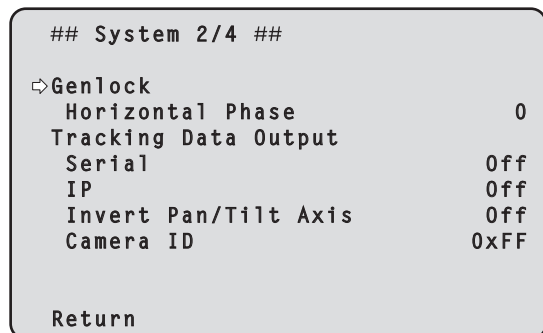 ## System 2/4 ##
⇨Genlock
Horizontal Phase 0
Tracking Data Output
Serial Off
IP Off
Invert Pan/Tilt Axis Off
Camera ID 0xFF
Return